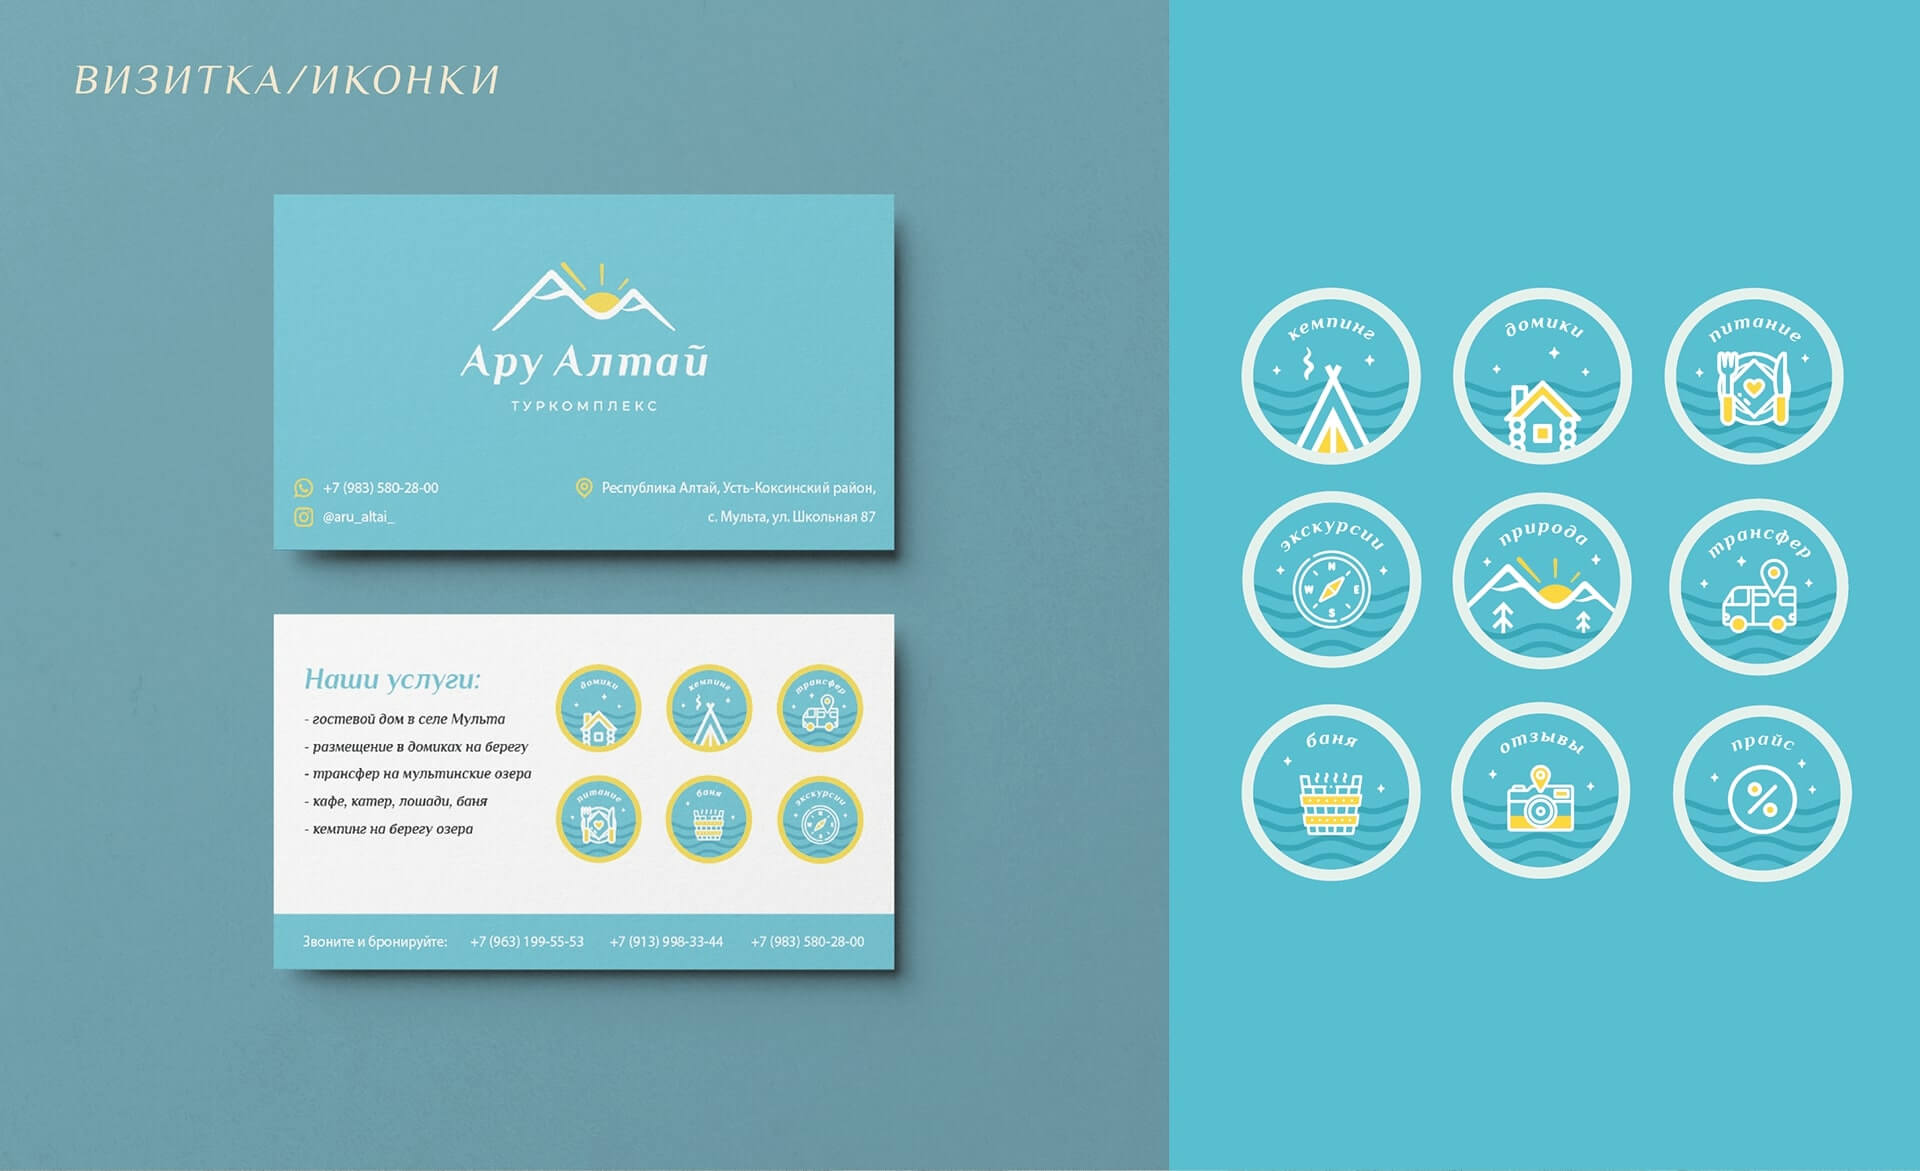 ВИЗИТКА/ИКОНКИ
Ару Алтай
ТУРКОМПЛЕКС
+7 (983) 580-28-00
@aru_altai_
Республика Алтай, Усть-Коксинский район,
с. Мульта, ул. Школьная 87
Наши услуги:
- гостевой дом в селе Мульта
- размещение в домиках на берегу
- трансфер на мультинские озера
- кафе, катер, лошади, баня
- кемпинг на берегу озера
домики
кемпинг
трансфер
питание
баня
экскурсии
Звоните и бронируйте: +7 (963) 199-55-53 +7 (913) 998-33-44 +7 (983) 580-28-00
кемпинг
домики
питание
экскурсии
N
W E
S
природа
трансфер
баня
отзывы
прайс
%